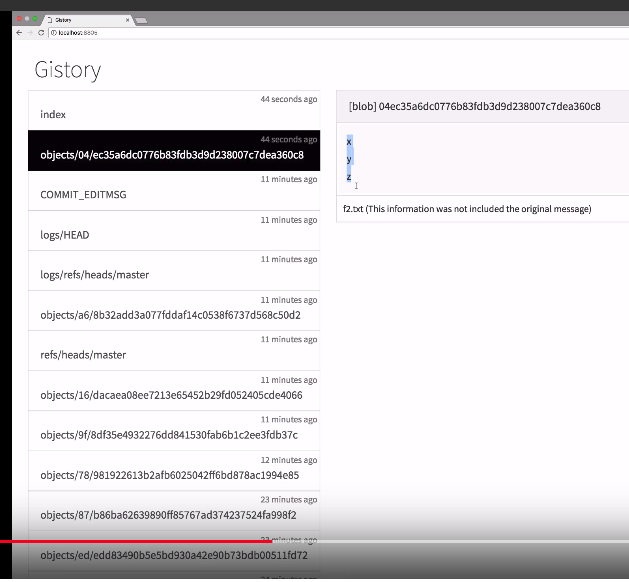 Gistory
localhost:8805
Gistory
44 seconds ago
index
44 seconds ago
objects/04/ec35a6dc0776b83fdb3d9d238007c7dea360c8
11 minutes ago
COMMIT_EDITMSG
11 minutes ago
logs/HEAD
11 minutes ago
logs/refs/heads/master
11 minutes ago
objects/a6/8b32add3a077fddaf14c0538f6737d568c50d2
11 minutes ago
refs/heads/master
11 minutes ago
objects/16/dacaea08ee7213e65452b29fd052405cde4066
11 minutes ago
objects/9f/8df35e4932276dd841530fab6b1c2ee3fdb37c
12 minutes ago
objects/78/981922613b2afb6025042ff6bd878ac1994e85
23 minutes ago
objects/87/b86ba62639890ff85767ad374237524fa998f2
23 minutes ago
objects/ed/edd83490b5e5bd930a42e90b73bdb00511fd72
[blob] 04ec35a6dc0776b83fdb3d9d238007c7dea360c8
x
y
z
f2.txt (This information was not included the original message)